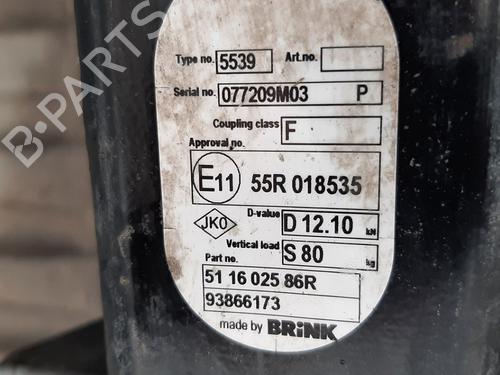 Type no. 5539 Art.no.
Serial no. 077209M03 P
Coupling class F
Approval no.
E11 55R 018535
JKO D-value D 12.10 kN
Vertical load S 80 kg
Part no.
51 16 025 86R
93866173
made by BRINK
B-PARTS